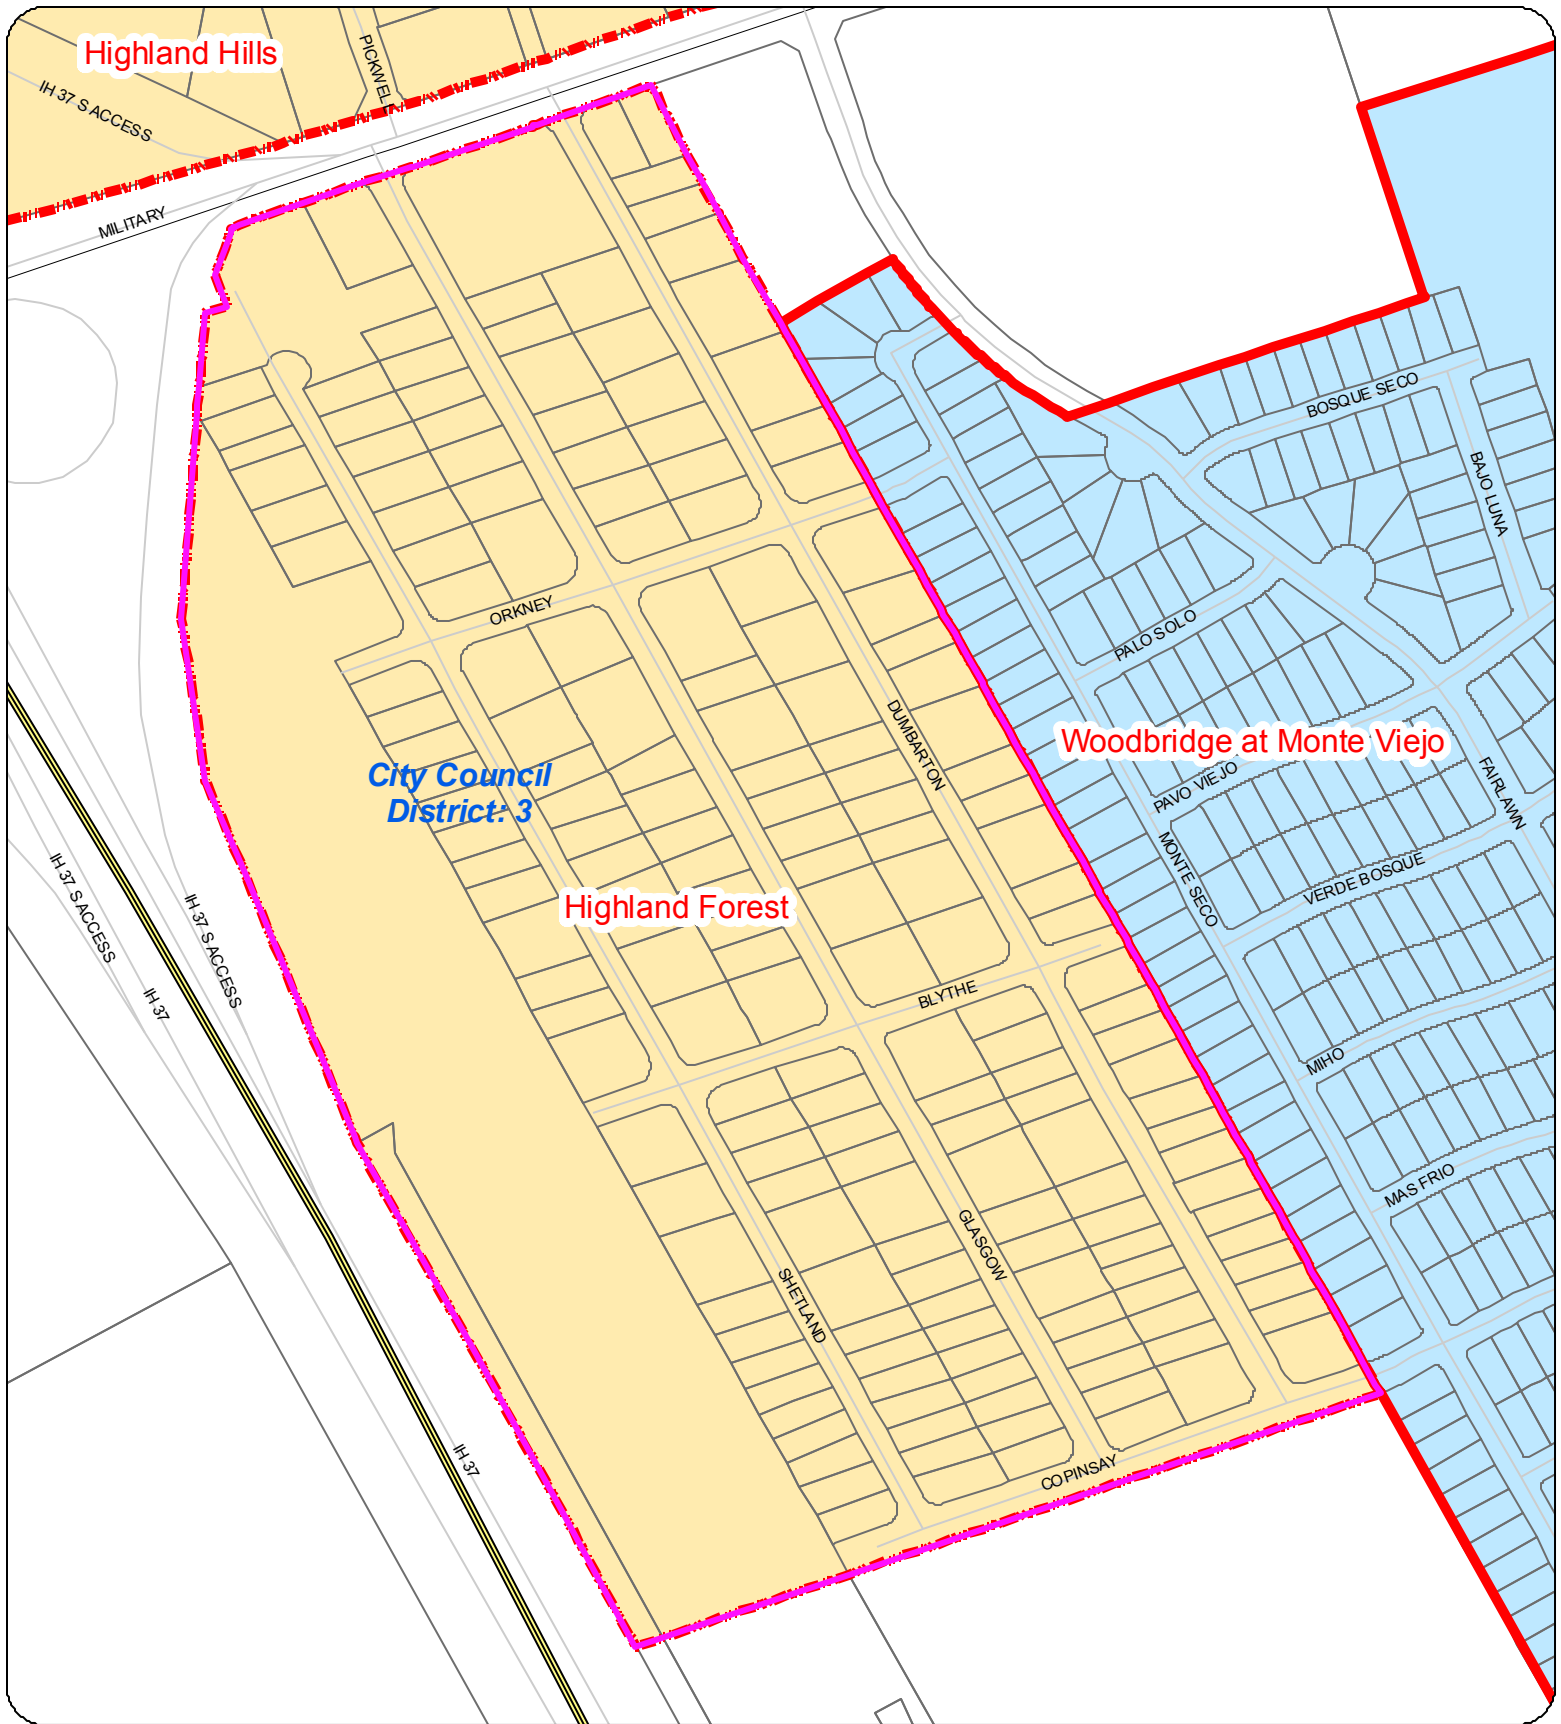 Highland Hills
PICKWELL
IH 37 S ACCESS
MILITARY
BOSQUE SECO
BAJO LUNA
ORKNEY
PALO SOLO
DUMBARTON
Woodbridge at Monte Viejo
City Council
District: 3
PAVO VIEJO
FAIRLAWN
MONTE SECO
VERDE BOSQUE
Highland Forest
IH 37 S ACCESS
IH 37 S ACCESS
IH 37
BLYTHE
MIHO
MAS FRIO
GLASGOW
SHETLAND
IH 37
COPINSAY